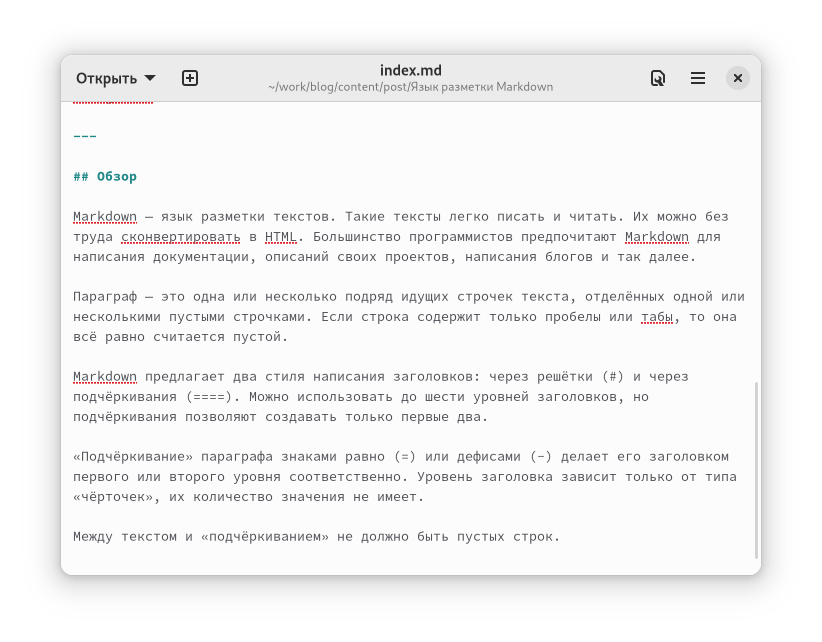 Открыть
index.md
~/work/blog/content/post/Язык разметки Markdown
---
## Обзор
Markdown — язык разметки текстов. Такие тексты легко писать и читать. Их можно без
труда сконвертировать в HTML. Большинство программистов предпочитают Markdown для
написания документации, описаний своих проектов, написания блогов и так далее.
Параграф — это одна или несколько подряд идущих строчек текста, отделённых одной или
несколькими пустыми строчками. Если строка содержит только пробелы или табы, то она
всё равно считается пустой.
Markdown предлагает два стиля написания заголовков: через решётки (#) и через
подчёркивания (====). Можно использовать до шести уровней заголовков, но
подчёркивания позволяют создавать только первые два.
«Подчёркивание» параграфа знаками равно (=) или дефисами (-) делает его заголовком
первого или второго уровня соответственно. Уровень заголовка зависит только от типа
«чёрточек», их количество значения не имеет.
Между текстом и «подчёркиванием» не должно быть пустых строк.